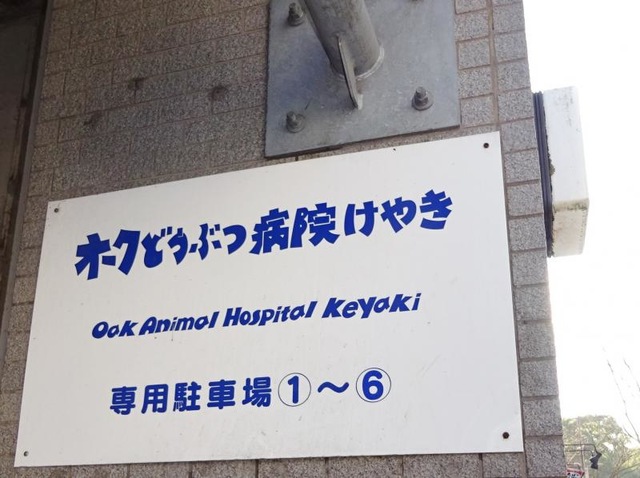 オークどうぶつ病院けやき
Oak Animal Hospital Keyaki
専用駐車場①～⑥